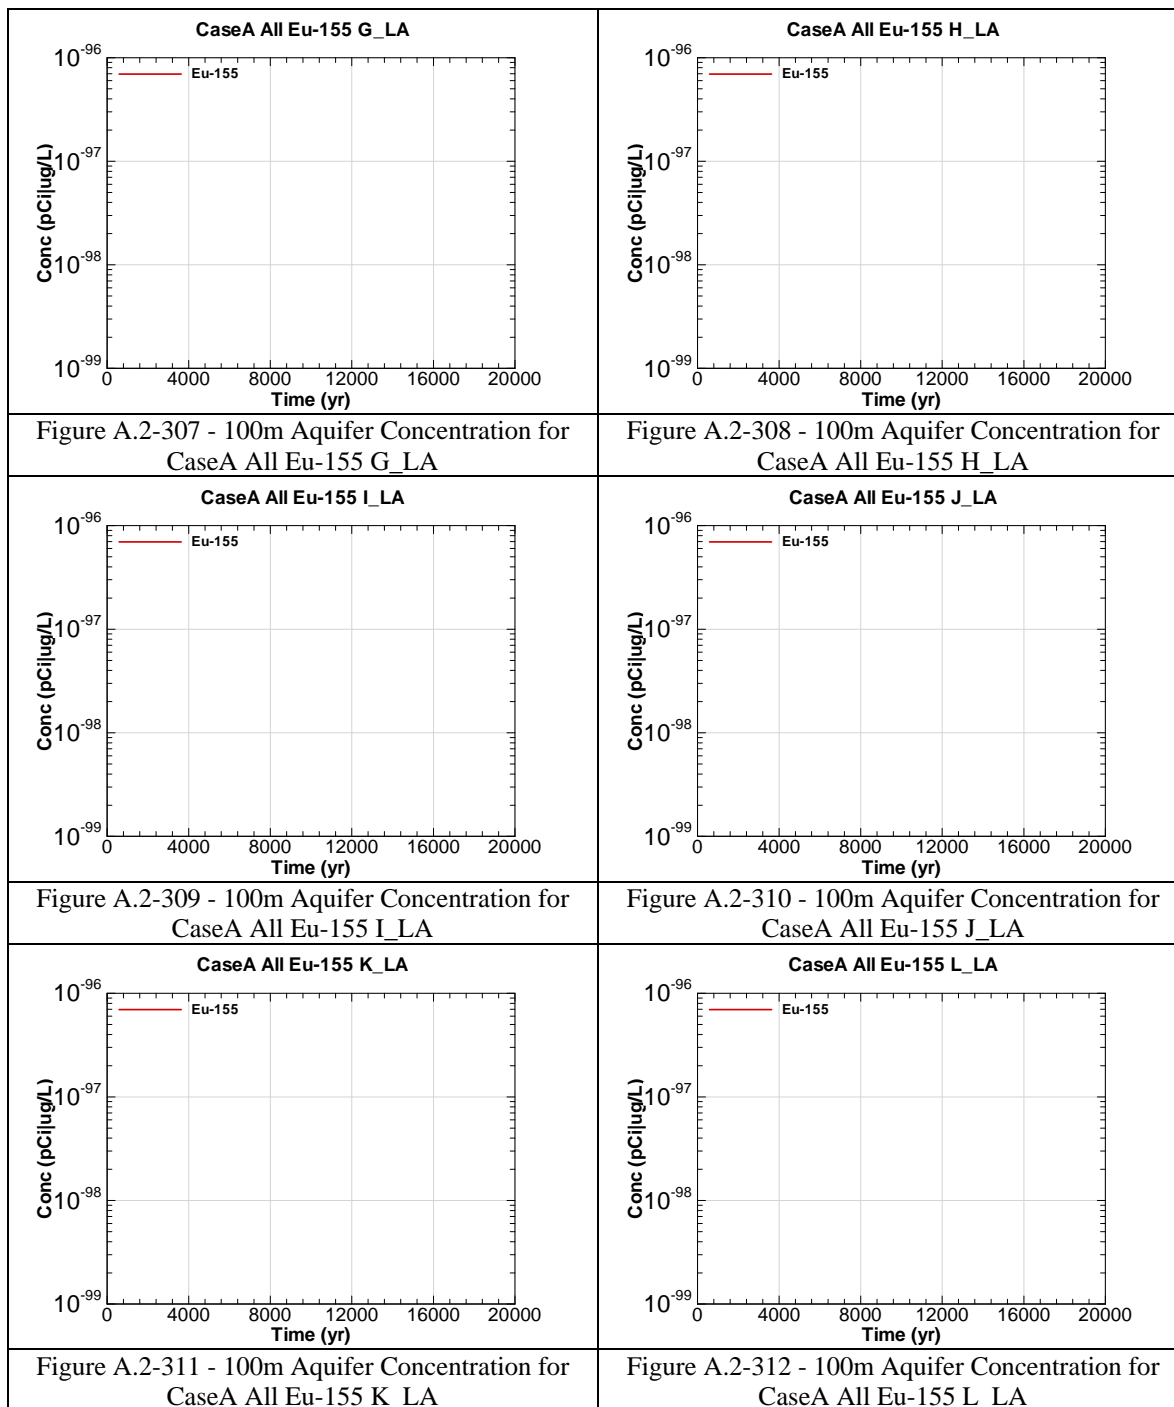 CaseA All Eu-155 G_LA
10-96
Eu-155
10-97
Conc (pCi|ug/L)
10-98
10-99
0 4000 8000 12000 16000 20000
Time (yr)
Figure A.2-307 - 100m Aquifer Concentration for
CaseA All Eu-155 G_LA
CaseA All Eu-155 H_LA
10-96
Eu-155
10-97
Conc (pCi|ug/L)
10-98
10-99
0 4000 8000 12000 16000 20000
Time (yr)
Figure A.2-308 - 100m Aquifer Concentration for
CaseA All Eu-155 H_LA
CaseA All Eu-155 I_LA
10-96
Eu-155
10-97
Conc (pCi|ug/L)
10-98
10-99
0 4000 8000 12000 16000 20000
Time (yr)
Figure A.2-309 - 100m Aquifer Concentration for
CaseA All Eu-155 I_LA
CaseA All Eu-155 J_LA
10-96
Eu-155
10-97
Conc (pCi|ug/L)
10-98
10-99
0 4000 8000 12000 16000 20000
Time (yr)
Figure A.2-310 - 100m Aquifer Concentration for
CaseA All Eu-155 J_LA
CaseA All Eu-155 K_LA
10-96
Eu-155
10-97
Conc (pCi|ug/L)
10-98
10-99
0 4000 8000 12000 16000 20000
Time (yr)
Figure A.2-311 - 100m Aquifer Concentration for
CaseA All Eu-155 K_LA
CaseA All Eu-155 L_LA
10-96
Eu-155
10-97
Conc (pCi|ug/L)
10-98
10-99
0 4000 8000 12000 16000 20000
Time (yr)
Figure A.2-312 - 100m Aquifer Concentration for
CaseA All Eu-155 L_LA